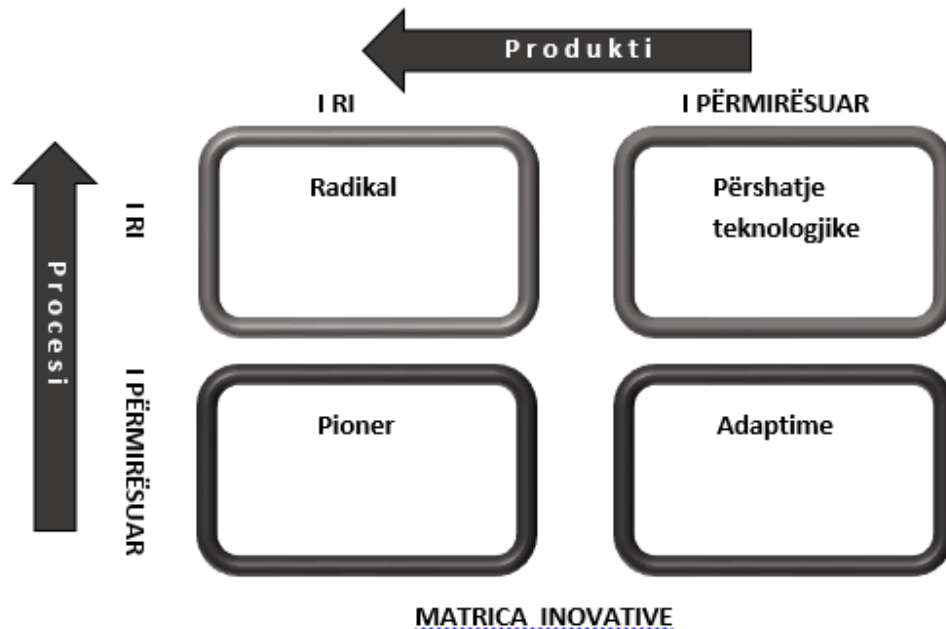 Produkti
I RI
I PËRMIRËSUAR
Procesi
I RI
Radikal
Përshatje
teknologjike
I PËRMIRËSUAR
Pioner
Adaptime
MATRICA INOVATIVE